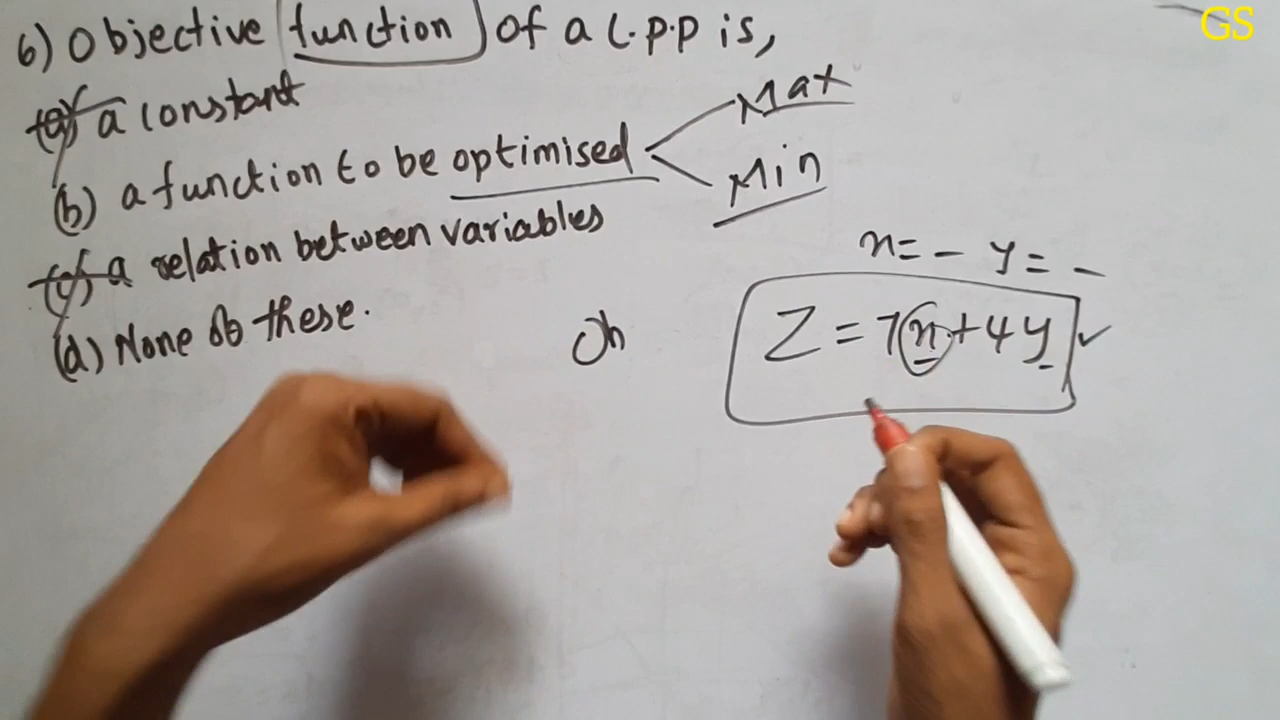 GS
6) Objective function of a L.P.P is,
(a) a constant
(b) a function to be optimised
Max
Min
(c) a relation between variables
(d) None of these.
x = - y = -
Z = 7x + 4y ✓